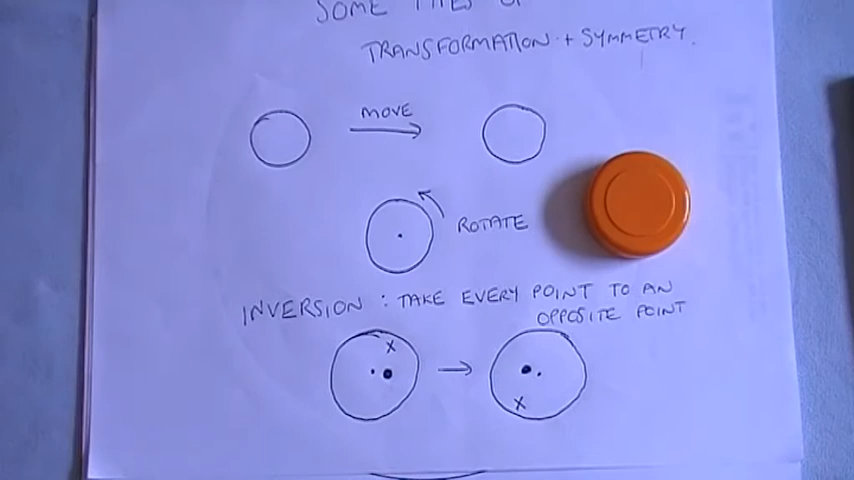 SOME
TRANSFORMATION + SYMMETRY.
MOVE
ROTATE
INVERSION : TAKE EVERY POINT TO AN
OPPOSITE POINT
X
X